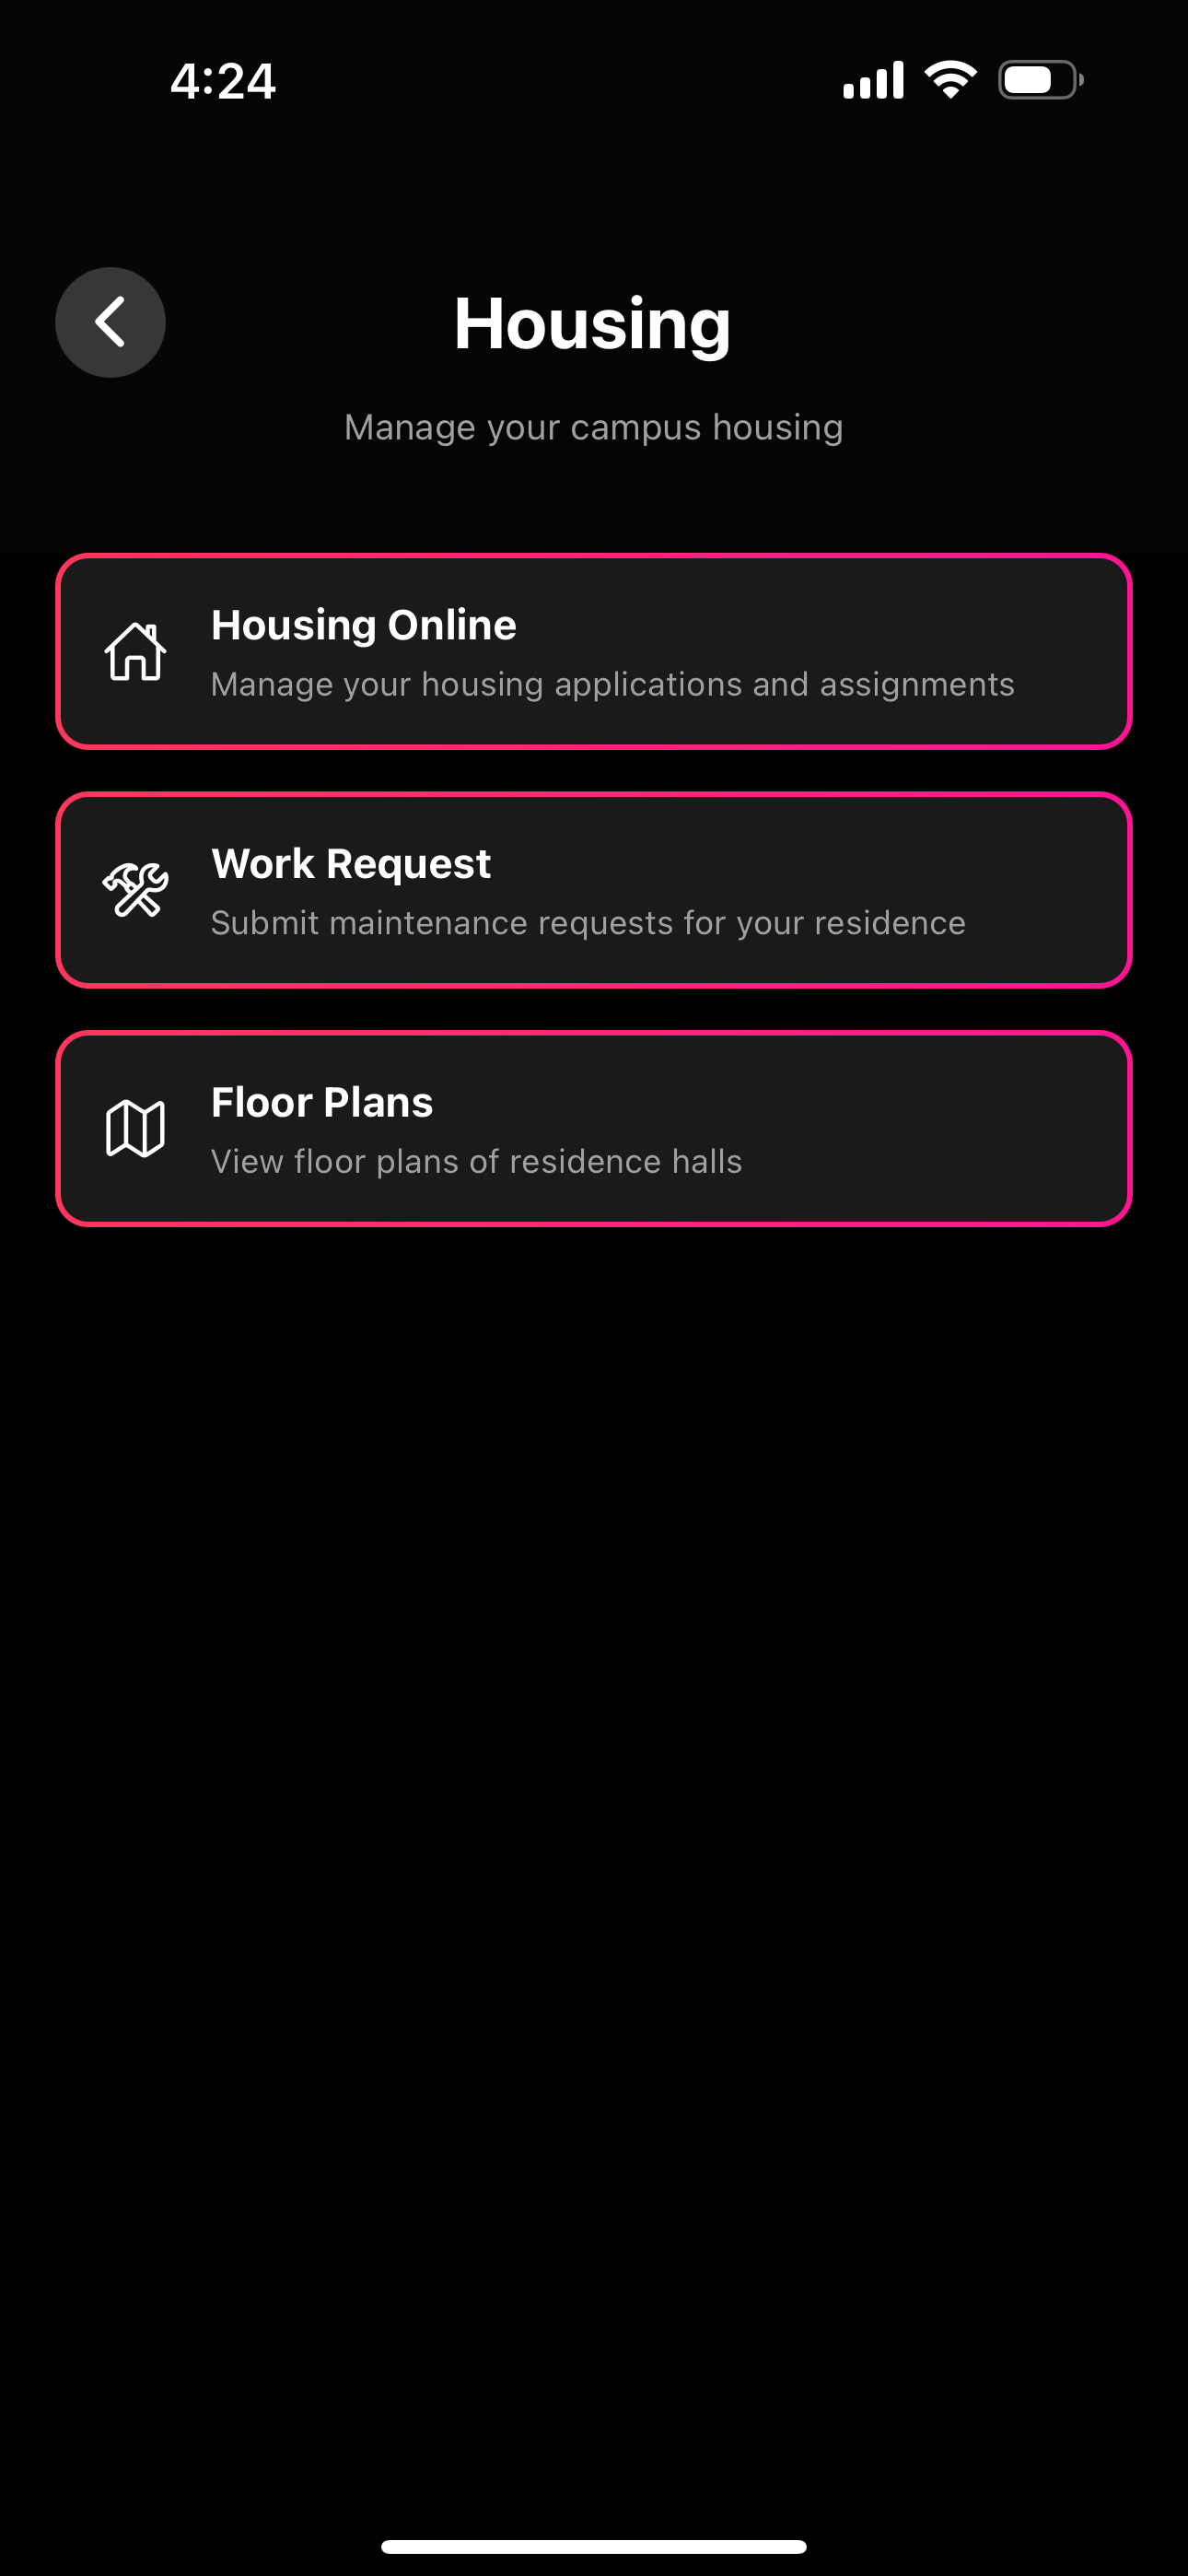 4:24
Housing
Manage your campus housing
Housing Online
Manage your housing applications and assignments
Work Request
Submit maintenance requests for your residence
Floor Plans
View floor plans of residence halls